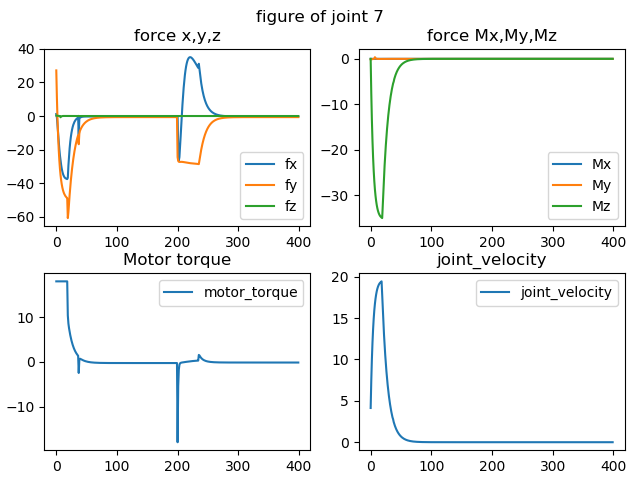 figure of joint 7
force x,y,z
40
20
0
−20
−40
−60
0 100 200 300 400
fx
fy
fz
force Mx,My,Mz
0
−10
−20
−30
0 100 200 300 400
Mx
My
Mz
Motor torque
10
0
−10
0 100 200 300 400
motor_torque
joint_velocity
20
15
10
5
0
0 100 200 300 400
joint_velocity